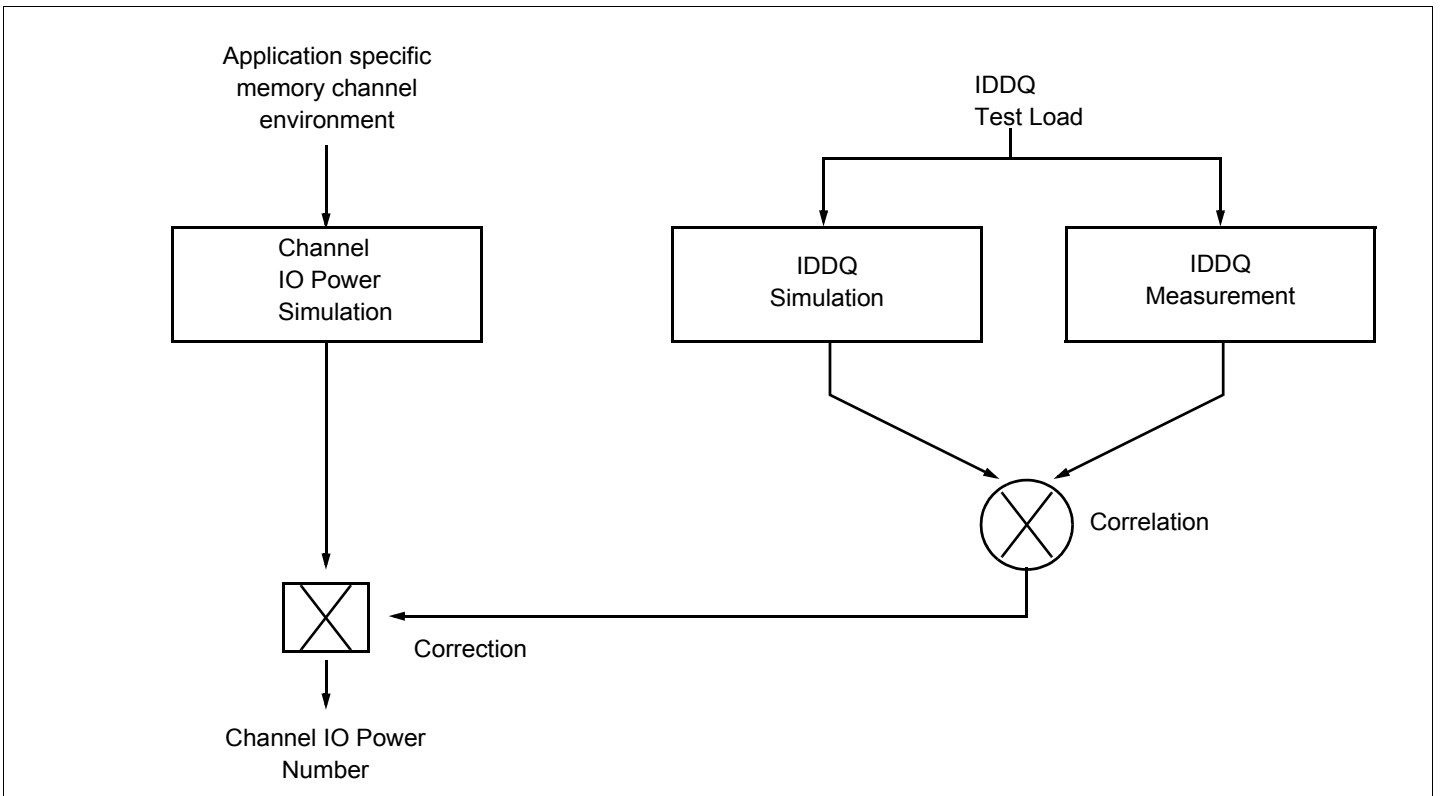 Application specific
memory channel
environment
IDDQ
Test Load
Channel
IO Power
Simulation
IDDQ
Simulation
IDDQ
Measurement
Correlation
Correction
Channel IO Power
Number